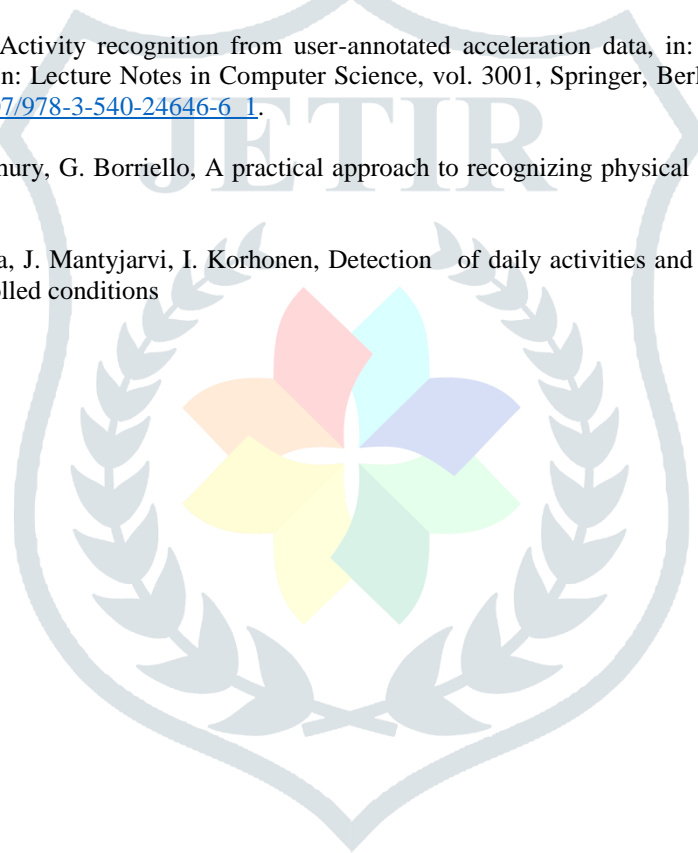 Activity recognition from user-annotated acceleration data, in:
n: Lecture Notes in Computer Science, vol. 3001, Springer, Berl
07/978-3-540-24646-6_1.
JETIR
hury, G. Borriello, A practical approach to recognizing physical
a, J. Mantyjarvi, I. Korhonen, Detection of daily activities and
olled conditions